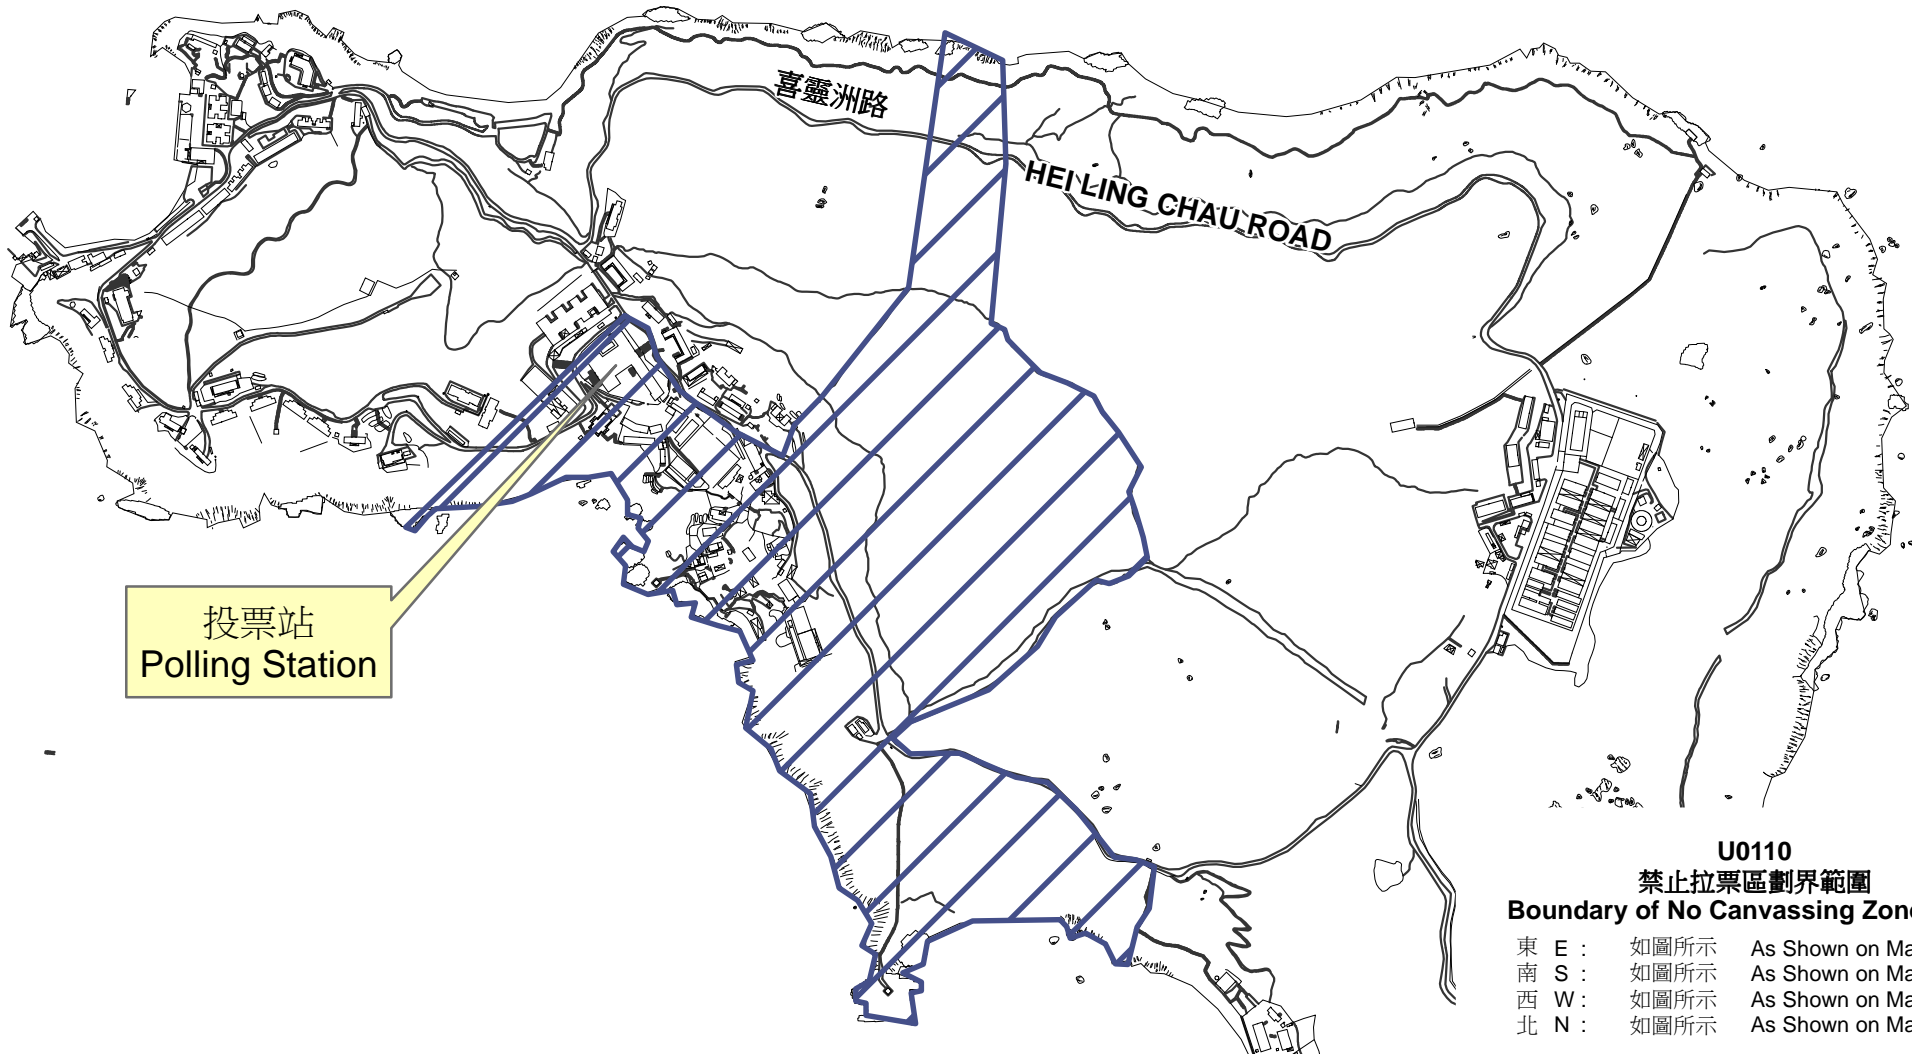 喜靈洲路
HEI LING CHAU ROAD
投票站
Polling Station
U0110
禁止拉票區劃界範圍
Boundary of No Canvassing Zone
東 E : 如圖所示 As Shown on Ma
南 S : 如圖所示 As Shown on Ma
西 W : 如圖所示 As Shown on Ma
北 N : 如圖所示 As Shown on Ma